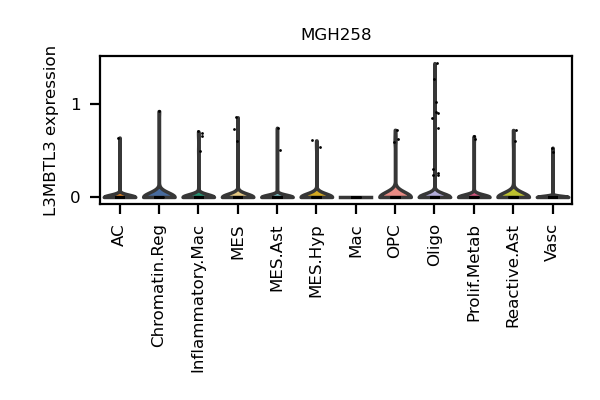 MGH258
L3MBTL3 expression
1
0
AC
Chromatin.Reg
Inflammatory.Mac
MES
MES.Ast
MES.Hyp
Mac
OPC
Oligo
Prolif.Metab
Reactive.Ast
Vasc